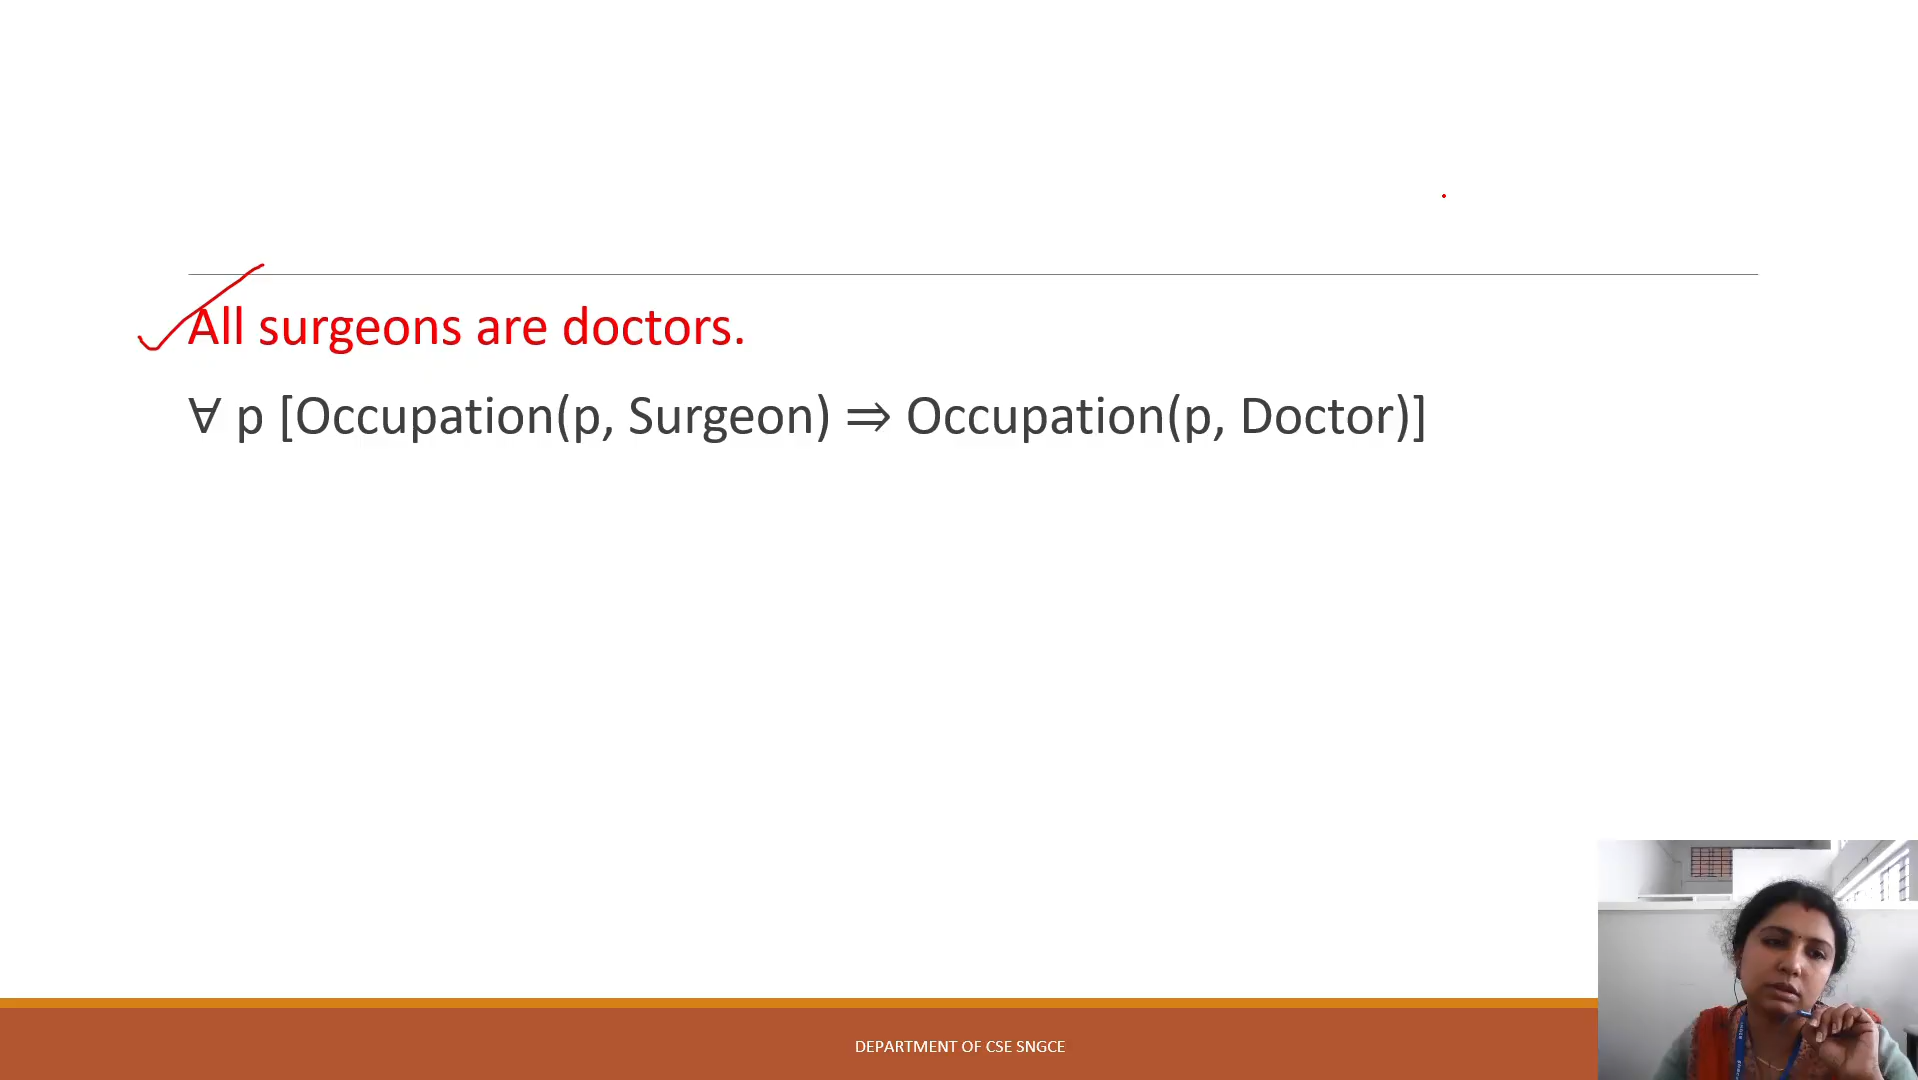 All surgeons are doctors.
∀ p [Occupation(p, Surgeon) ⇒ Occupation(p, Doctor)]
DEPARTMENT OF CSE SNGCE